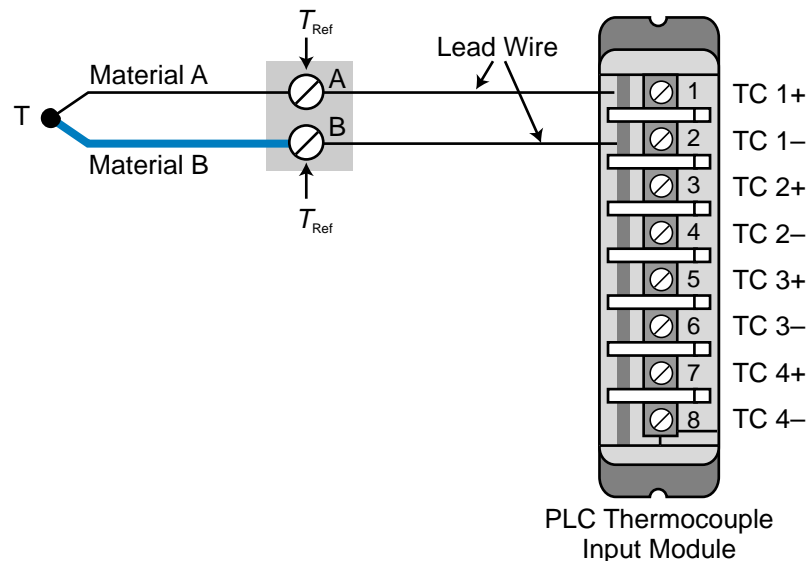 T Ref
Lead Wire
Material A
A
T
B
Material B
T Ref
1 TC 1+
2 TC 1–
3 TC 2+
4 TC 2–
5 TC 3+
6 TC 3–
7 TC 4+
8 TC 4–
PLC Thermocouple
Input Module